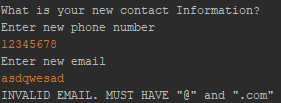 What is your new contact Information?
Enter new phone number
12345678
Enter new email
asdqwesad
INVALID EMAIL. MUST HAVE "@" and ".com"